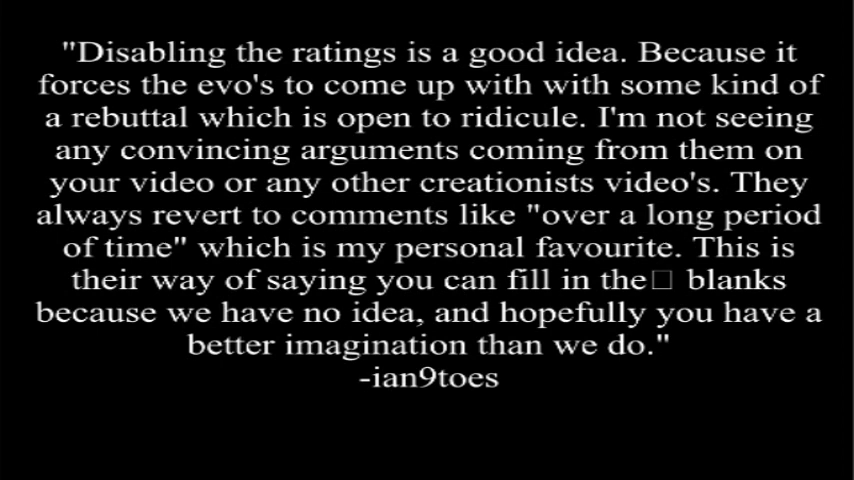 "Disabling the ratings is a good idea. Because it
forces the evo's to come up with with some kind of
a rebuttal which is open to ridicule. I'm not seeing
any convincing arguments coming from them on
your video or any other creationists video's. They
always revert to comments like "over a long period
of time" which is my personal favourite. This is
their way of saying you can fill in the□ blanks
because we have no idea, and hopefully you have a
better imagination than we do."
-ian9toes